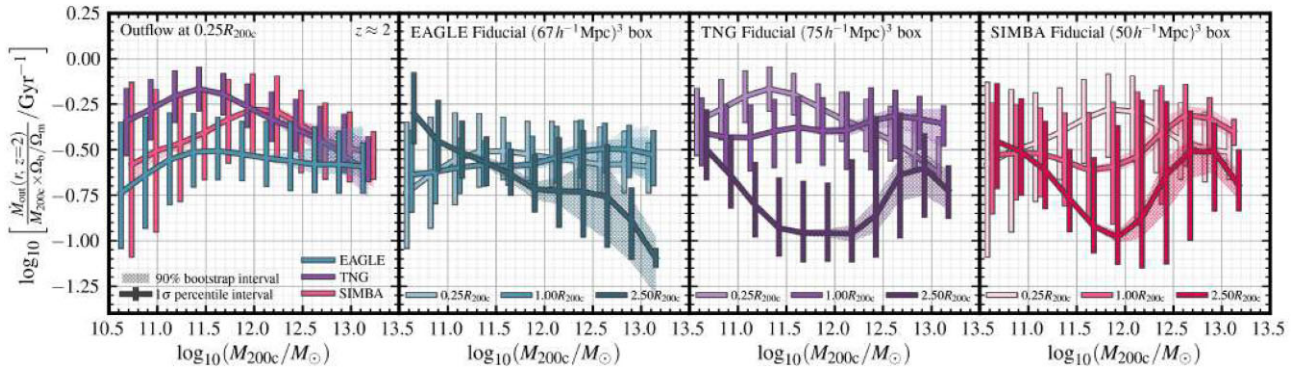 Outflow at 0.25R200c z ≈ 2
EAGLE Fiducial (67 h⁻¹Mpc)³ box
TNG Fiducial (75 h⁻¹Mpc)³ box
SIMBA Fiducial (50 h⁻¹Mpc)³ box
log10 [ Ṁout(r, z=2) / M200c × Ωb/Ωm / Gyr⁻¹ ]
0.25
0.00
−0.25
−0.50
−0.75
−1.00
−1.25
90% bootstrap interval
1σ percentile interval
EAGLE
TNG
SIMBA
0.25R200c 1.00R200c 2.50R200c
0.25R200c 1.00R200c 2.50R200c
0.25R200c 1.00R200c 2.50R200c
10.5 11.0 11.5 12.0 12.5 13.0 13.5 11.0 11.5 12.0 12.5 13.0 13.5 11.0 11.5 12.0 12.5 13.0 13.5 11.0 11.5 12.0 12.5 13.0 13.5
log10(M200c/M⊙) log10(M200c/M⊙) log10(M200c/M⊙) log10(M200c/M⊙)